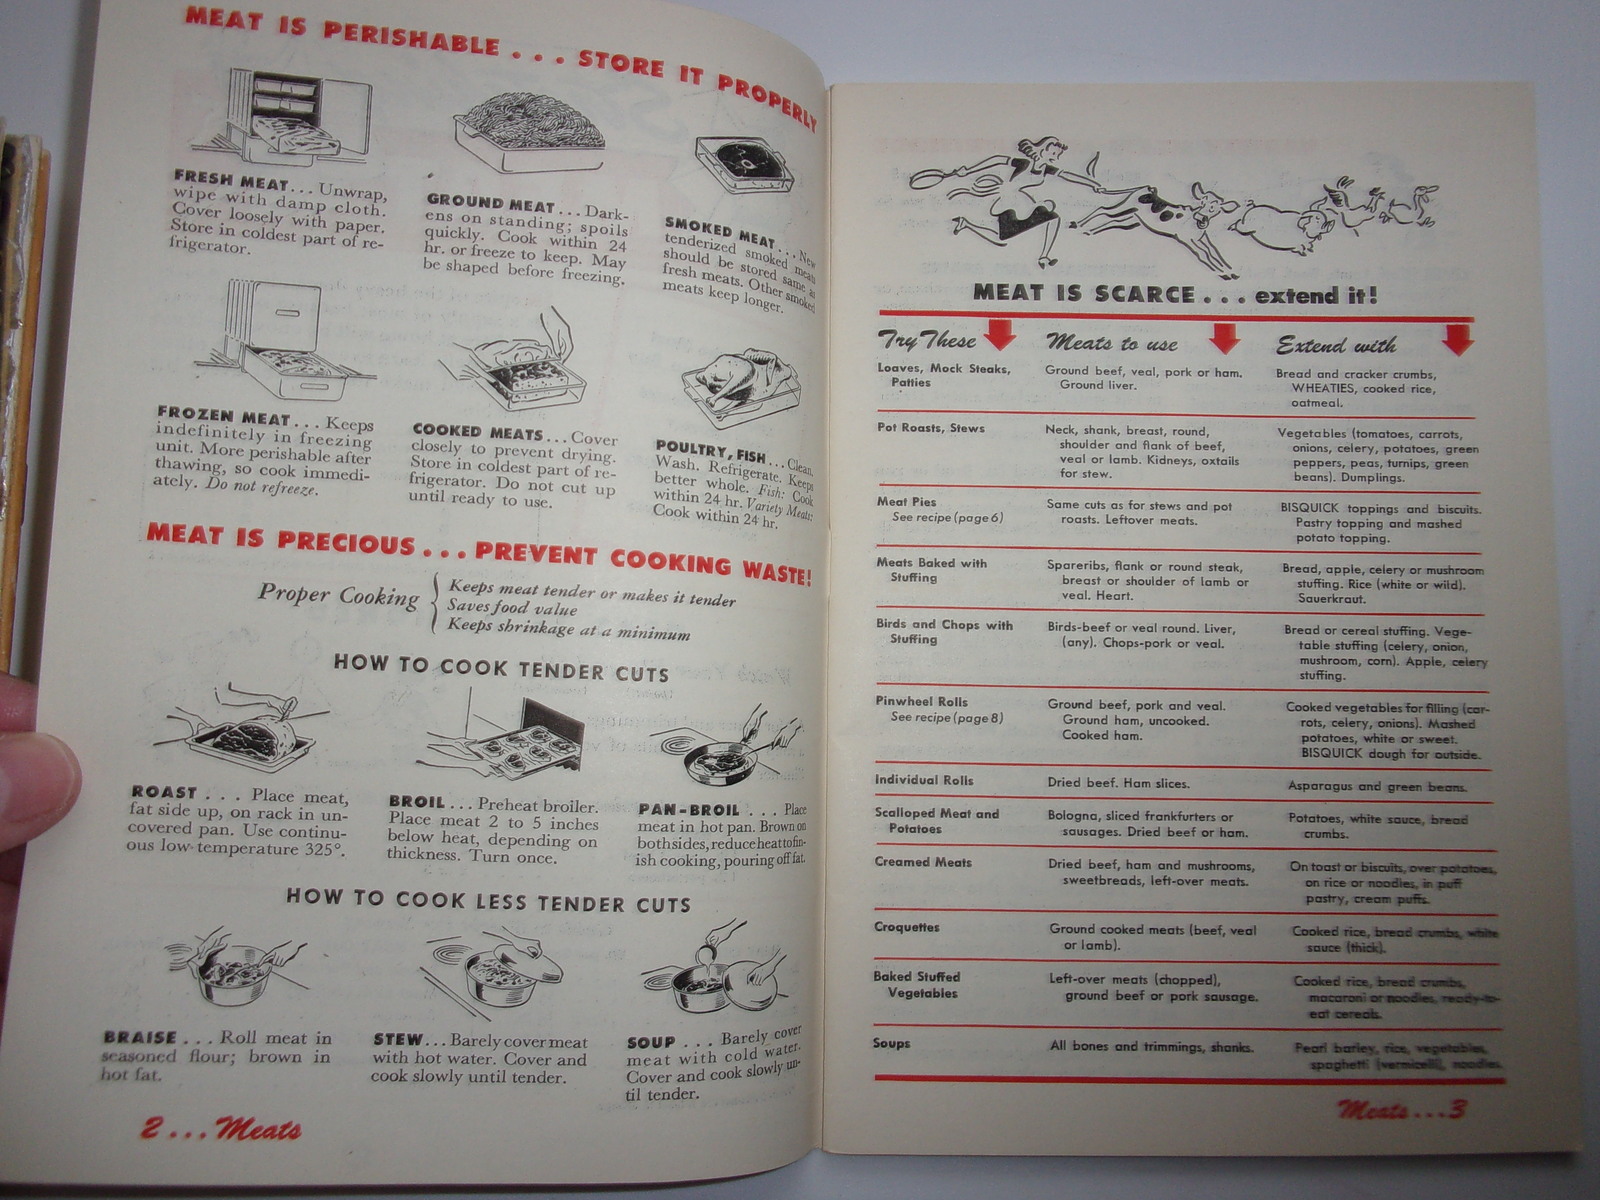 MEAT IS PERISHABLE . . . STORE IT PROPERLY
FRESH MEAT... Unwrap,
wipe with damp cloth.
Cover loosely with paper.
Store in coldest part of re-
frigerator.
GROUND MEAT ... Dark-
ens on standing; spoils
quickly. Cook within 24
hr. or freeze to keep. May
be shaped before freezing.
SMOKED MEAT... New
tenderized smoked meats
should be stored same as
fresh meats. Other smoked
meats keep longer.
FROZEN MEAT... Keeps
indefinitely in freezing
unit. More perishable after
thawing, so cook immedi-
ately. Do not refreeze.
COOKED MEATS...Cover
closely to prevent drying.
Store in coldest part of re-
frigerator. Do not cut up
until ready to use.
POULTRY, FISH... Clean.
Wash. Refrigerate. Keeps
better whole. Fish: Cook
within 24 hr. Variety Meats:
Cook within 24 hr.
MEAT IS PRECIOUS... PREVENT COOKING WASTE!
Proper Cooking
Keeps meat tender or makes it tender
Saves food value
Keeps shrinkage at a minimum
HOW TO COOK TENDER CUTS
ROAST . . . Place meat,
fat side up, on rack in un-
covered pan. Use continu-
ous low temperature 325°.
BROIL ... Preheat broiler.
Place meat 2 to 5 inches
below heat, depending on
thickness. Turn once.
PAN-BROIL ... Place
meat in hot pan. Brown on
both sides, reduce heat to fin-
ish cooking, pouring off fat.
HOW TO COOK LESS TENDER CUTS
BRAISE ... Roll meat in
seasoned flour; brown in
hot fat.
STEW... Barely cover meat
with hot water. Cover and
cook slowly until tender.
SOUP ... Barely cover
meat with cold water.
Cover and cook slowly un-
til tender.
2 ... Meats
MEAT IS SCARCE . . . extend it!
Try These Meats to use Extend with
Loaves, Mock Steaks,
Patties
Ground beef, veal, pork or ham.
Ground liver.
Bread and cracker crumbs,
WHEATIES, cooked rice,
oatmeal.
Pot Roasts, Stews
Neck, shank, breast, round,
shoulder and flank of beef,
veal or lamb. Kidneys, oxtails
for stew.
Vegetables (tomatoes, carrots,
onions, celery, potatoes, green
peppers, peas, turnips, green
beans). Dumplings.
Meat Pies
See recipe (page 6)
Same cuts as for stews and pot
roasts. Leftover meats.
BISQUICK toppings and biscuits.
Pastry topping and mashed
potato topping.
Meats Baked with
Stuffing
Spareribs, flank or round steak,
breast or shoulder of lamb or
veal. Heart.
Bread, apple, celery or mushroom
stuffing. Rice (white or wild).
Sauerkraut.
Birds and Chops with
Stuffing
Birds-beef or veal round. Liver,
(any). Chops-pork or veal.
Bread or cereal stuffing. Vege-
table stuffing (celery, onion,
mushroom, corn). Apple, celery
stuffing.
Pinwheel Rolls
See recipe (page 8)
Ground beef, pork and veal.
Ground ham, uncooked.
Cooked ham.
Cooked vegetables for filling (car-
rots, celery, onions). Mashed
potatoes, white or sweet.
BISQUICK dough for outside.
Individual Rolls
Dried beef. Ham slices.
Asparagus and green beans.
Scalloped Meat and
Potatoes
Bologna, sliced frankfurters or
sausages. Dried beef or ham.
Potatoes, white sauce, bread
crumbs.
Creamed Meats
Dried beef, ham and mushrooms,
sweetbreads, left-over meats.
On toast or biscuits, over potatoes,
on rice or noodles, in puff
pastry, cream puffs.
Croquettes
Ground cooked meats (beef, veal
or lamb).
Cooked rice, bread crumbs, white
sauce (thick).
Baked Stuffed
Vegetables
Left-over meats (chopped),
ground beef or pork sausage.
Cooked rice, bread crumbs,
macaroni or noodles, ready-to-
eat cereals.
Soups
All bones and trimmings, shanks.
Pearl barley, rice, vegetables,
spaghetti (vermicelli), noodles.
Meats...3